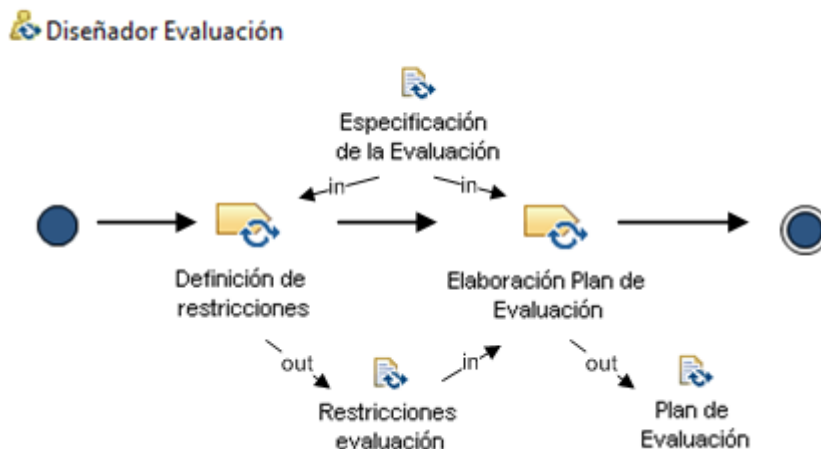 Diseñador Evaluación
Especificación
de la Evaluación
in
in
Definición de
restricciones
Elaboración Plan de
Evaluación
out
in
out
Restricciones
evaluación
Plan de
Evaluación